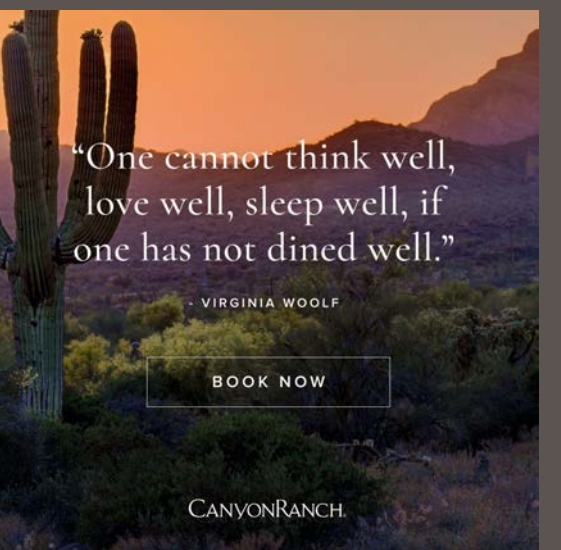 “One cannot think well,
love well, sleep well, if
one has not dined well.”
- VIRGINIA WOOLF
BOOK NOW
CANYONRANCH